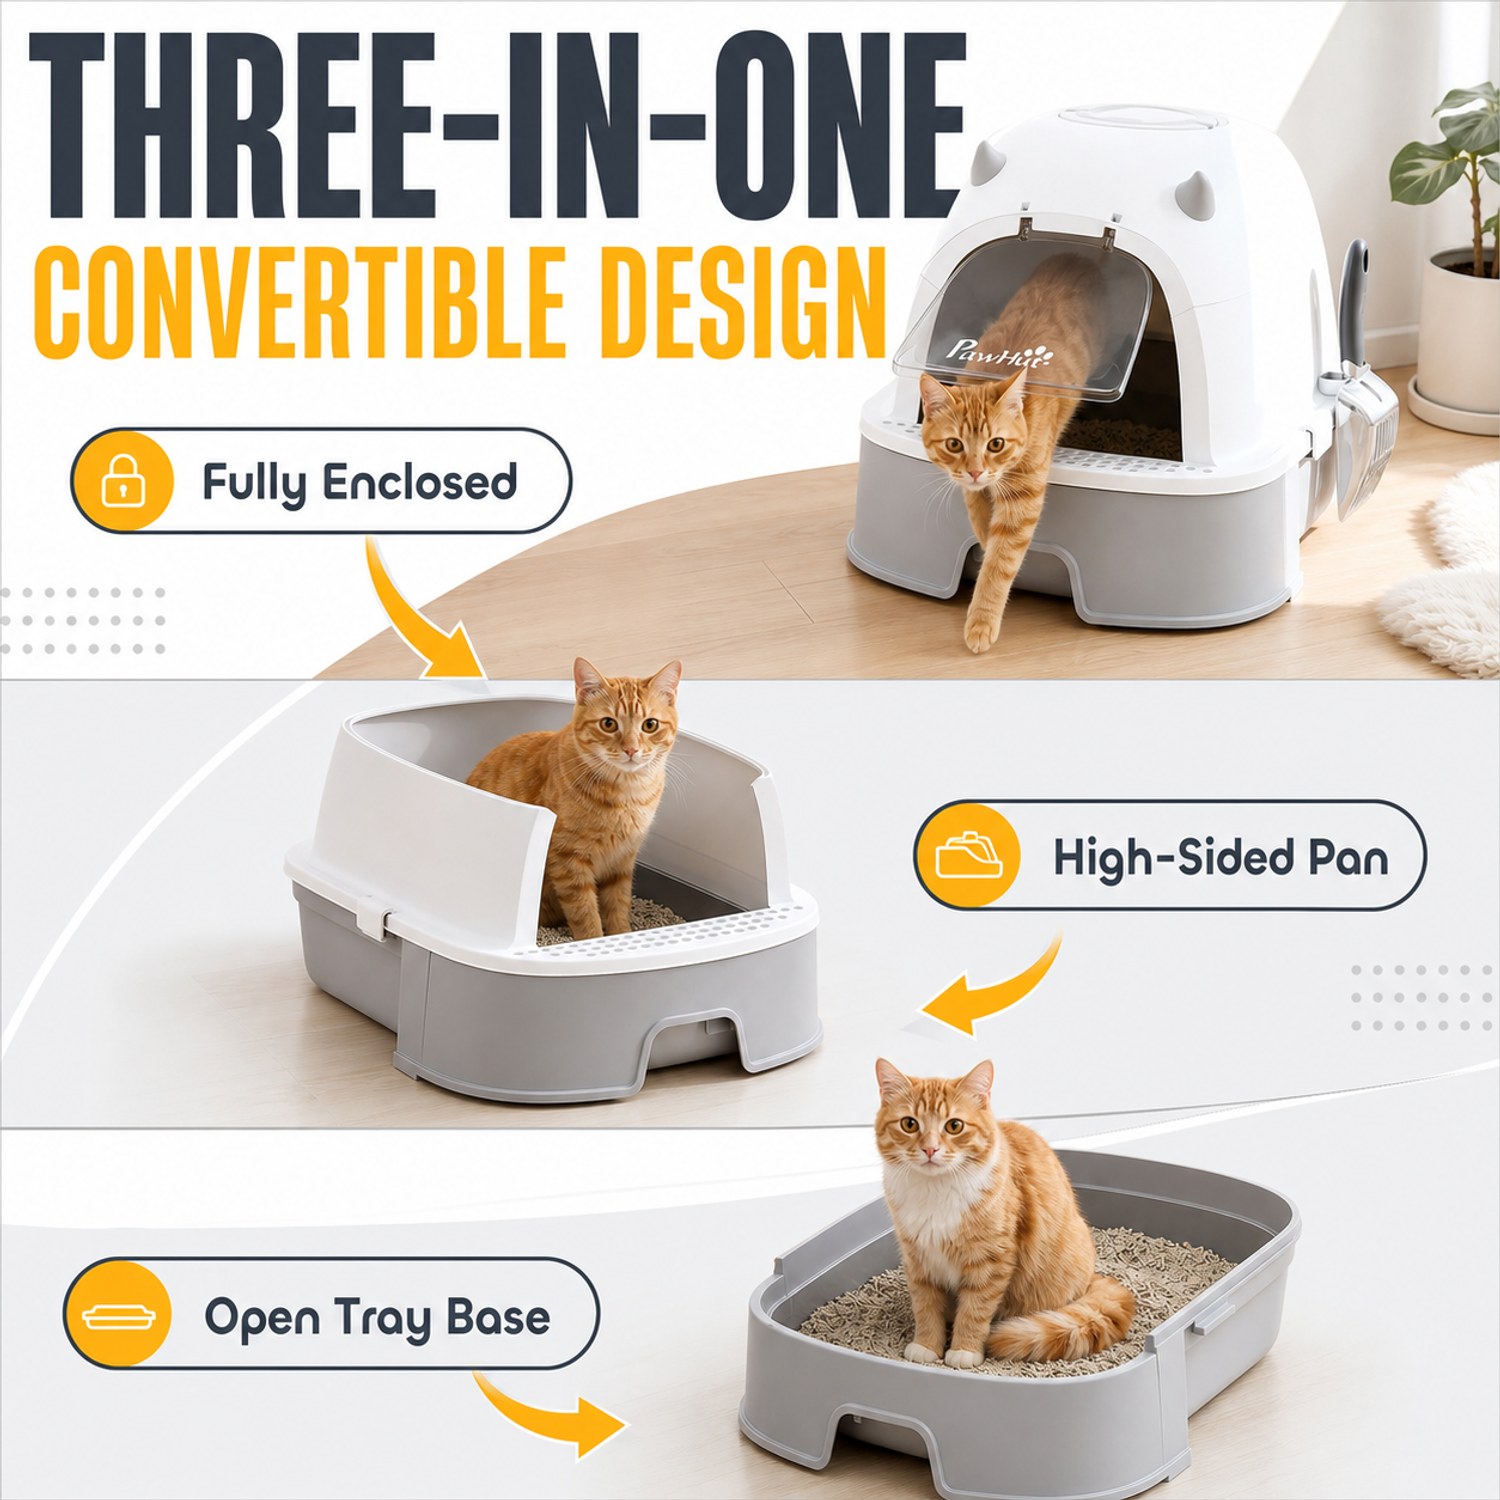 THREE-IN-ONE
CONVERTIBLE DESIGN
PawHut
Fully Enclosed
High-Sided Pan
Open Tray Base